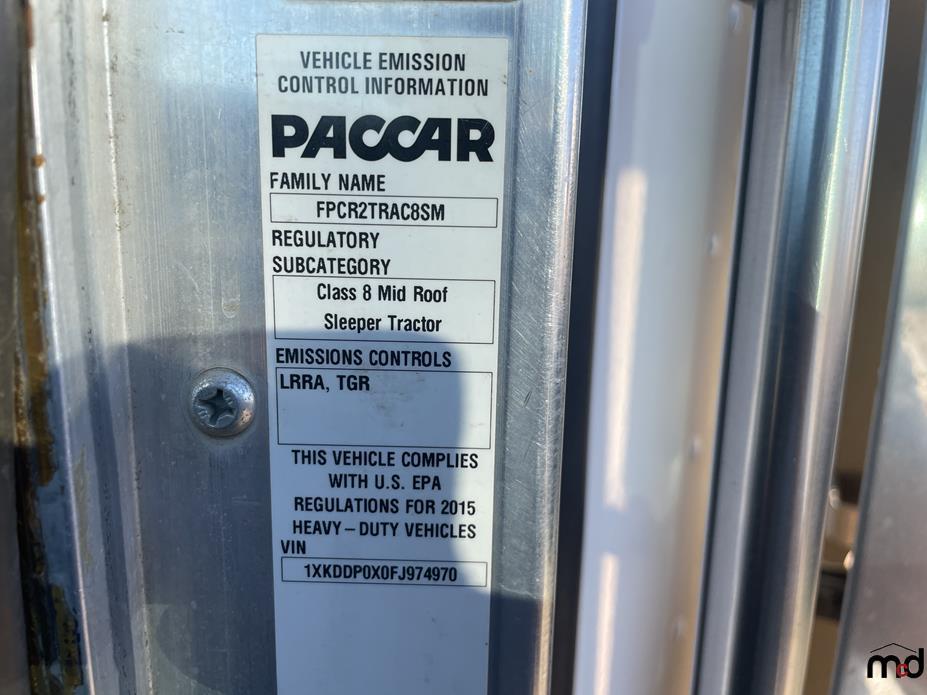 VEHICLE EMISSION
CONTROL INFORMATION
PACCAR
FAMILY NAME
FPCR2TRAC8SM
REGULATORY
SUBCATEGORY
Class 8 Mid Roof
Sleeper Tractor
EMISSIONS CONTROLS
LRRA, TGR
THIS VEHICLE COMPLIES
WITH U.S. EPA
REGULATIONS FOR 2015
HEAVY-DUTY VEHICLES
VIN
1XKDDP0X0FJ974970
mcd